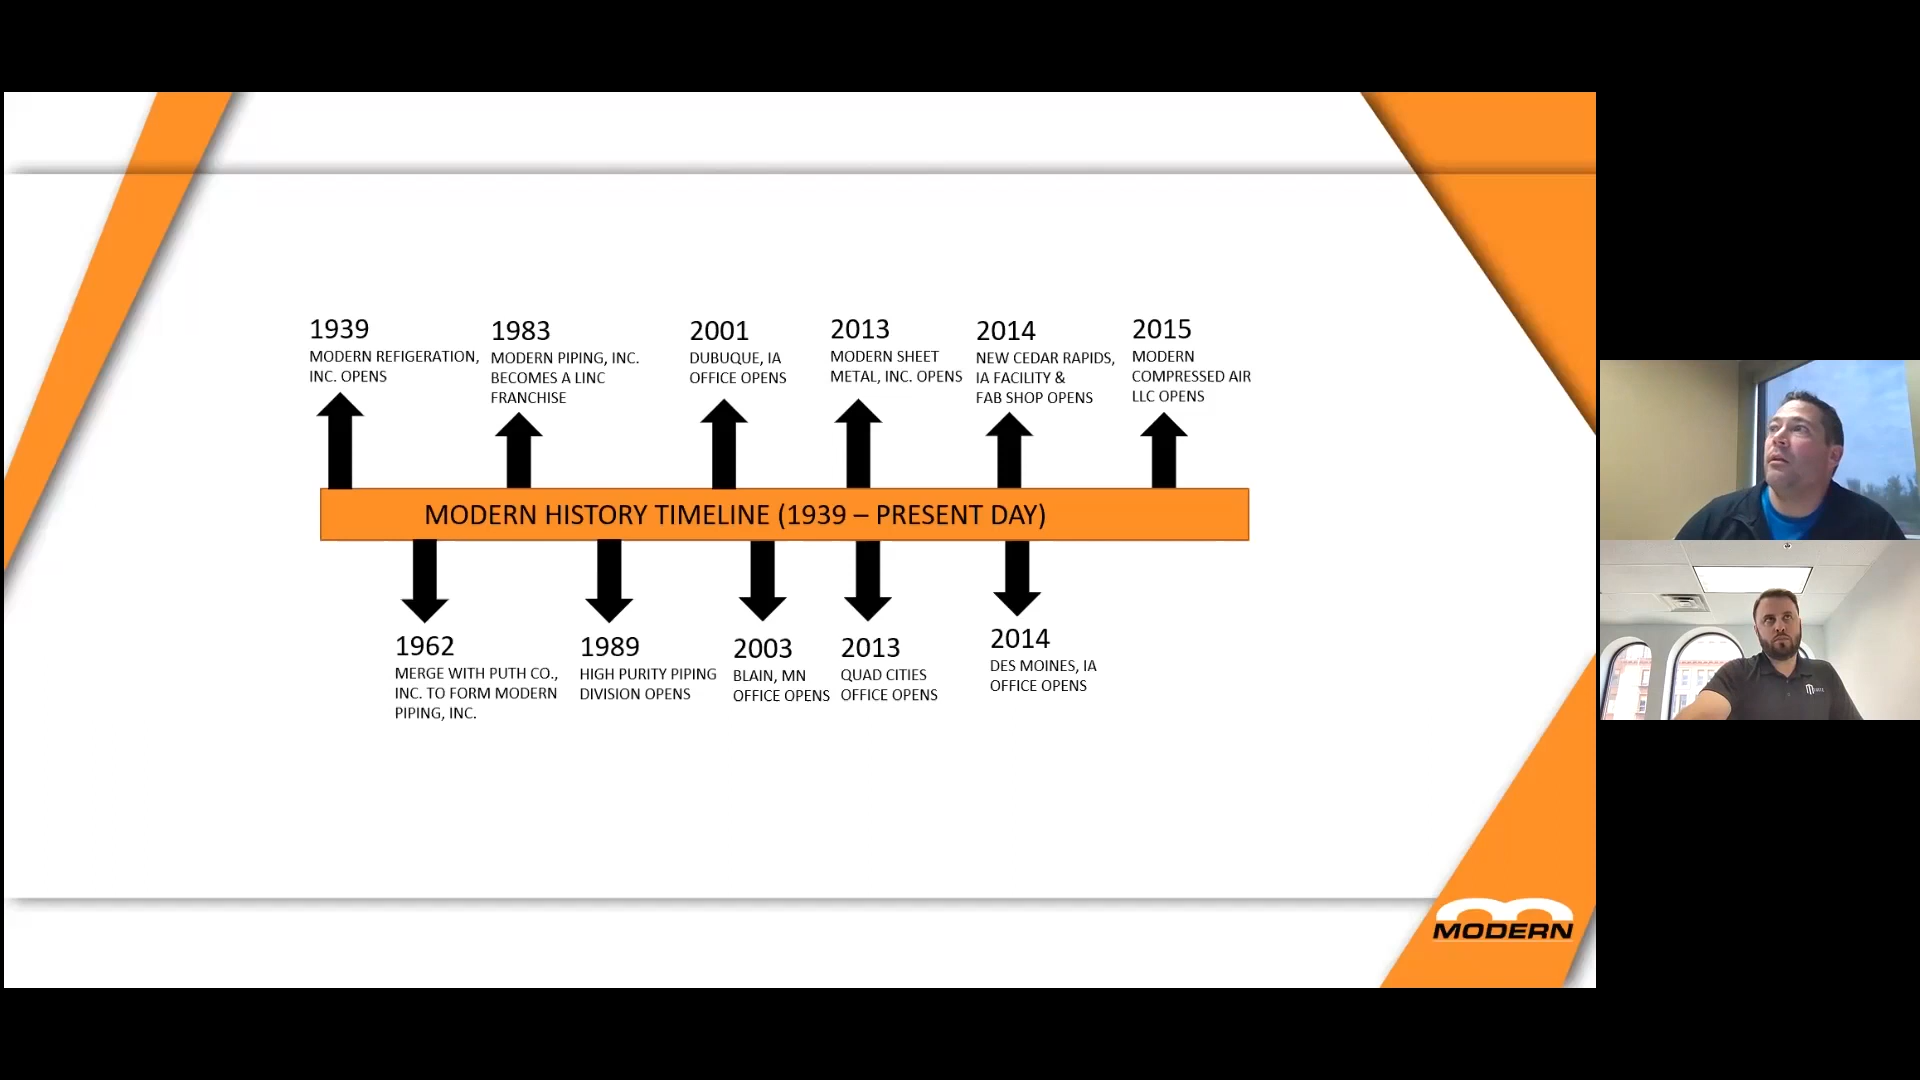 1939
MODERN REFIGERATION,
INC. OPENS
1983
MODERN PIPING, INC.
BECOMES A LINC
FRANCHISE
2001
DUBUQUE, IA
OFFICE OPENS
2013
MODERN SHEET
METAL, INC. OPENS
2014
NEW CEDAR RAPIDS,
IA FACILITY &
FAB SHOP OPENS
2015
MODERN
COMPRESSED AIR
LLC OPENS
MODERN HISTORY TIMELINE (1939 – PRESENT DAY)
1962
MERGE WITH PUTH CO.,
INC. TO FORM MODERN
PIPING, INC.
1989
HIGH PURITY PIPING
DIVISION OPENS
2003
BLAIN, MN
OFFICE OPENS
2013
QUAD CITIES
OFFICE OPENS
2014
DES MOINES, IA
OFFICE OPENS
MODERN